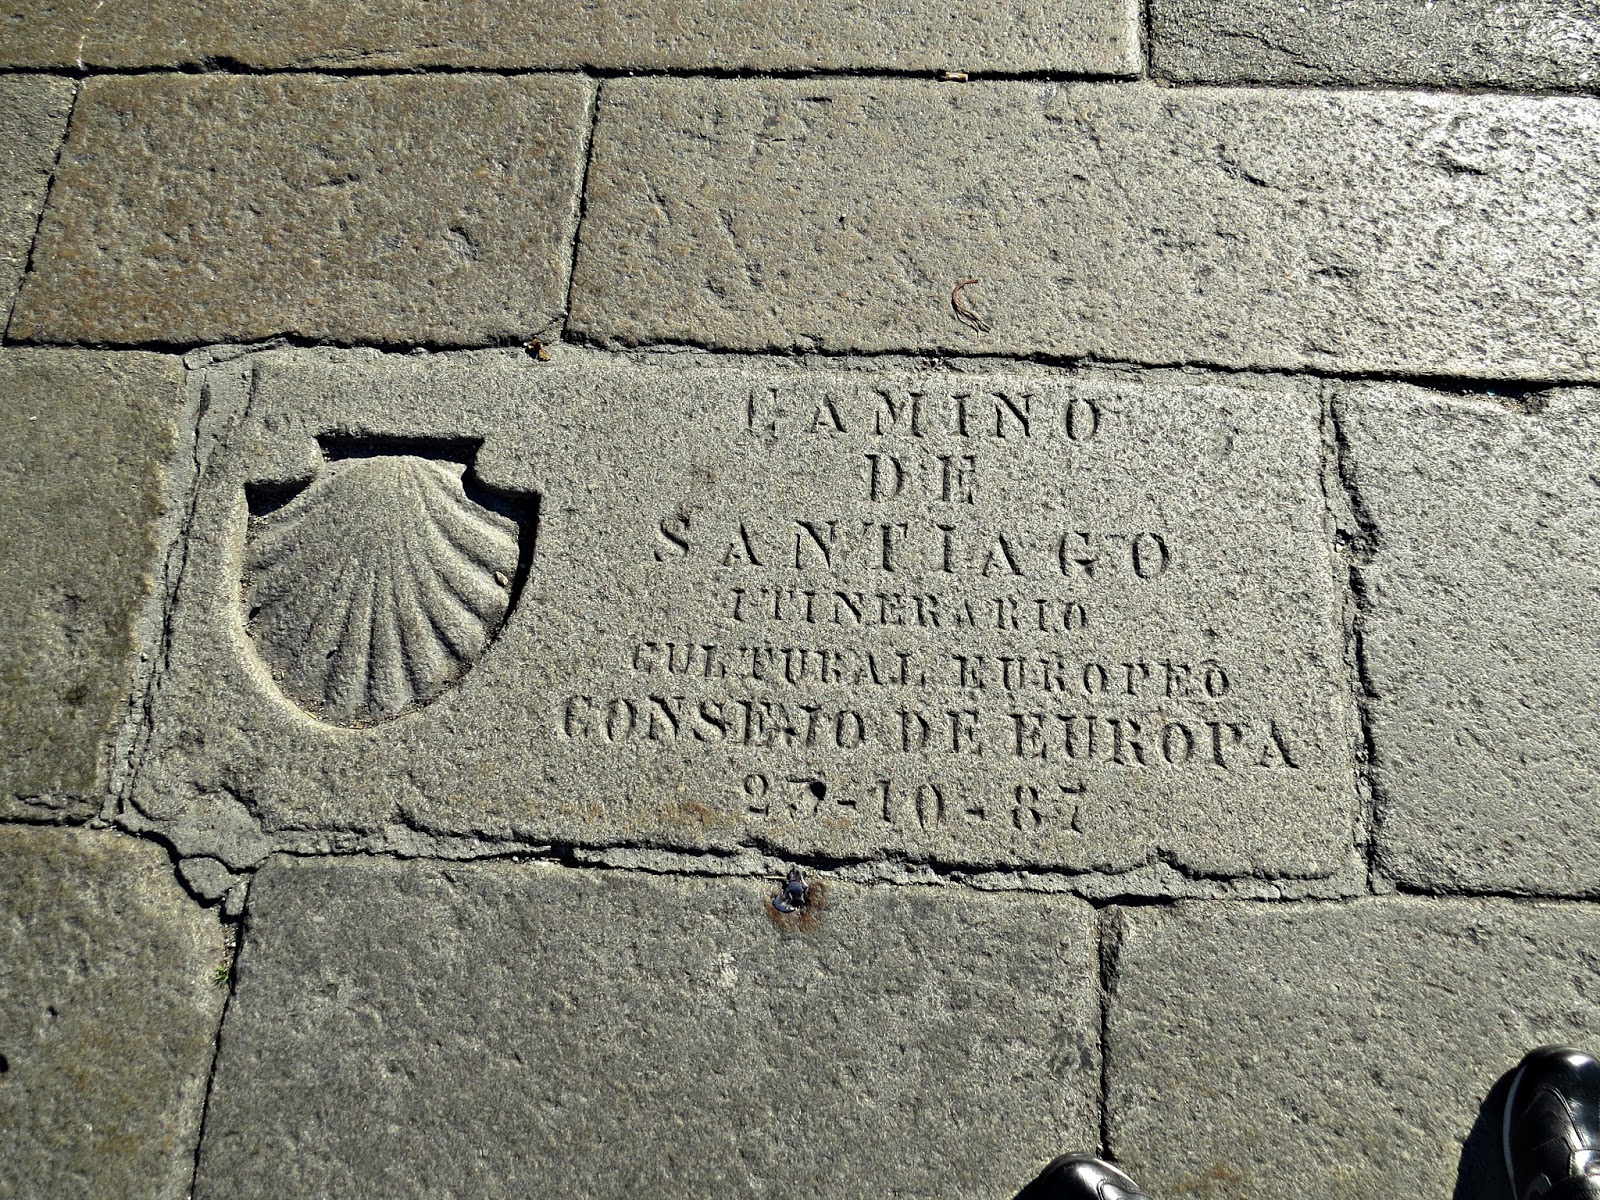 CAMINO
DE
SANTIAGO
ITINERARIO
CULTURAL EUROPEO
CONSEJO DE EUROPA
23-10-87